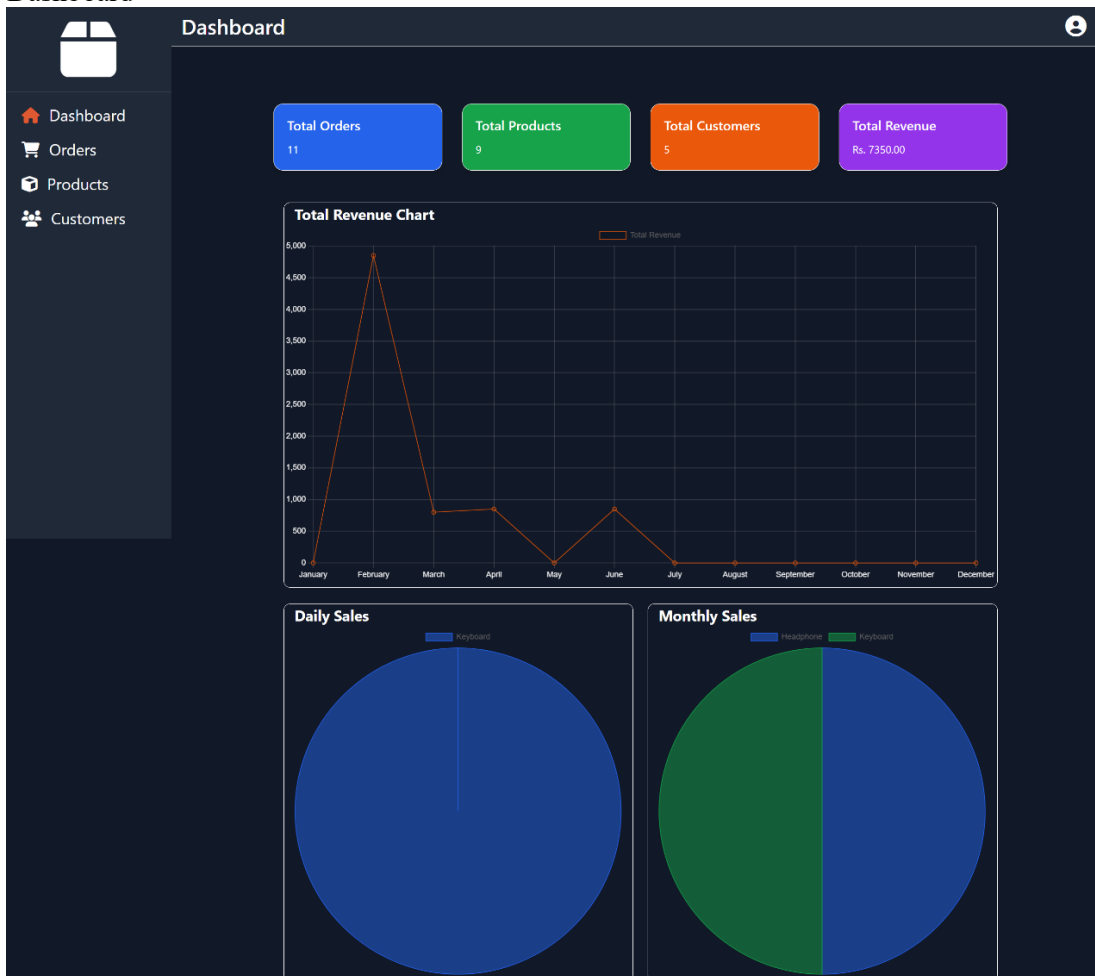 Dashboard
Dashboard
Orders
Products
Customers
Total Orders
11
Total Products
9
Total Customers
5
Total Revenue
Rs. 7350.00
Total Revenue Chart
Total Revenue
5,000
4,500
4,000
3,500
3,000
2,500
2,000
1,500
1,000
500
0
January February March April May June July August September October November December
Daily Sales
Keyboard
Monthly Sales
Headphone Keyboard